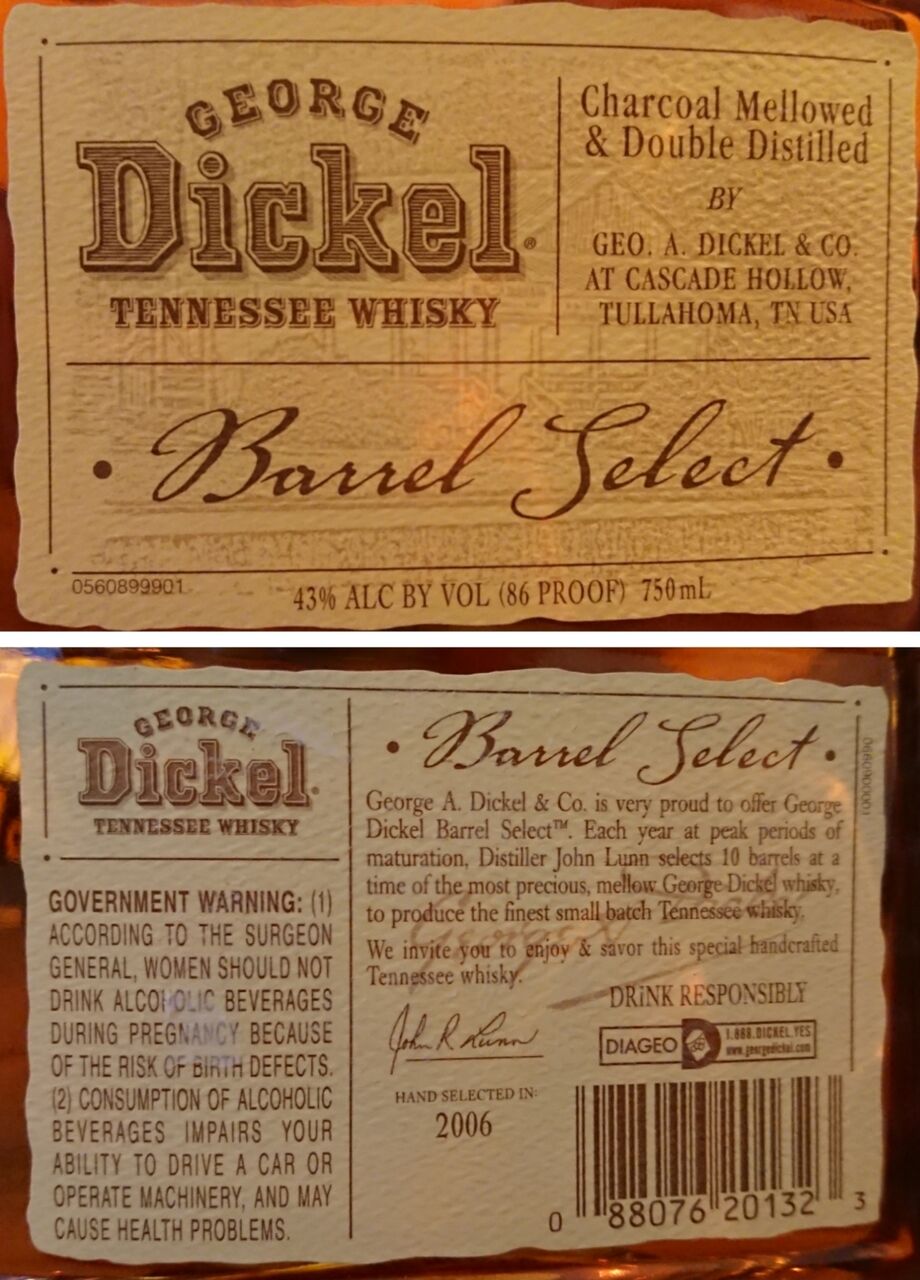 GEORGE
Dickel®
TENNESSEE WHISKY
Charcoal Mellowed
& Double Distilled
BY
GEO. A. DICKEL & CO.
AT CASCADE HOLLOW,
TULLAHOMA, TN USA
• Barrel Select •
0560899901
43% ALC BY VOL (86 PROOF) 750mL
GEORGE
Dickel
TENNESSEE WHISKY
GOVERNMENT WARNING: (1)
ACCORDING TO THE SURGEON
GENERAL, WOMEN SHOULD NOT
DRINK ALCOHOLIC BEVERAGES
DURING PREGNANCY BECAUSE
OF THE RISK OF BIRTH DEFECTS.
(2) CONSUMPTION OF ALCOHOLIC
BEVERAGES IMPAIRS YOUR
ABILITY TO DRIVE A CAR OR
OPERATE MACHINERY, AND MAY
CAUSE HEALTH PROBLEMS.
• Barrel Select •
George A. Dickel & Co. is very proud to offer George
Dickel Barrel Select™. Each year at peak periods of
maturation, Distiller John Lunn selects 10 barrels at a
time of the most precious, mellow George Dickel whisky,
to produce the finest small batch Tennessee whisky.
We invite you to enjoy & savor this special handcrafted
Tennessee whisky.
DRiNK RESPONSIBLY
John R Lunn
DIAGEO
1.888.DICKEL.YES
www.georgedickel.com
HAND SELECTED IN:
2006
0 88076 20132 3